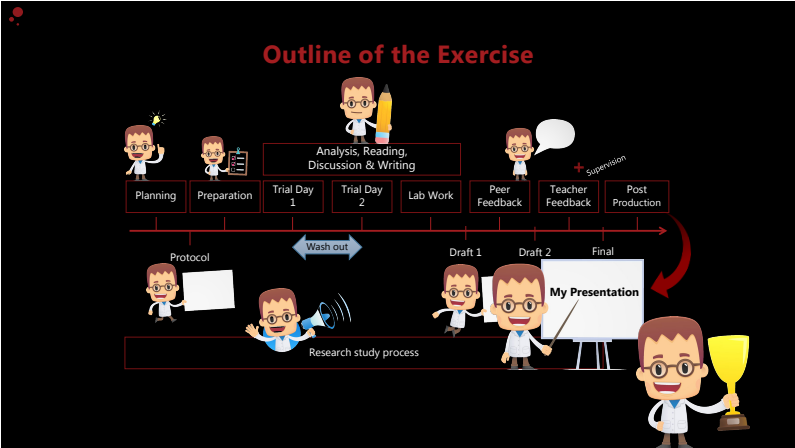 Outline of the Exercise
Analysis, Reading,
Discussion & Writing
+ Supervision
Planning
Preparation
Trial Day
1
Trial Day
2
Lab Work
Peer
Feedback
Teacher
Feedback
Post
Production
Wash out
Protocol
Draft 1
Draft 2
Final
My Presentation
Research study process